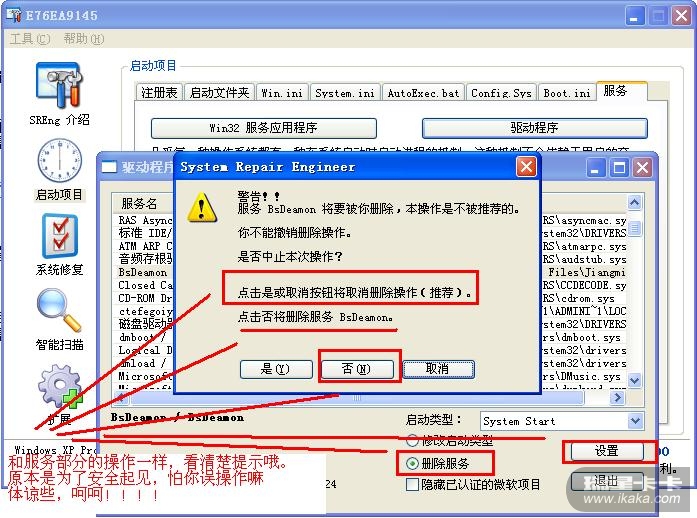 E76EA9145
工具(C) 帮助(H)
启动项目
注册表 启动文件夹 Win.ini System.ini AutoExec.bat Config.Sys Boot.ini 服务
SREng 介绍
Win32 服务应用程序 驱动程序
启动项目
驱动程序
System Repair Engineer
警告!!
服务 BsDeamon 将要被你删除,本操作是不被推荐的。
你不能撤销删除操作。
是否中止本次操作?
点击是或取消按钮将取消删除操作(推荐)。
点击否将删除服务 BsDeamon。
是(Y) 否(N) 取消
服务名
RAS Async
标准 IDE/
ATM ARP C
音频存根
BsDeamon
Closed Ca
CD-ROM Dr
ctefegoiy
磁盘驱动
dmboot /
Logical D
dmload /
Microsoft
Microsoft
RS\asyncmac.sy
stem32\DRIVERS
RS\atmarpc.sys
RS\audstub.sys
Files\Jiangmi
RS\CCDECODE.sy
RS\cdrom.sys
1\ADMINI~1\LOC
stem32\DRIVERS
rs\dmboot.sys
stem32\drivers
rs\dmload.sys
RS\DMusic.sys
stem32\drivers
系统修复
智能扫描
扩展
BsDeamon / BsDeamon
启动类型: System Start
修改启动类型
删除服务
隐藏已认证的微软项目
设置
退出
Windows XP Pro
和服务部分的操作一样,看清楚提示哦。
原本是为了安全起见,怕你误操作嘛
体谅些,呵呵!!!!
24
利。
www.ikaka.com